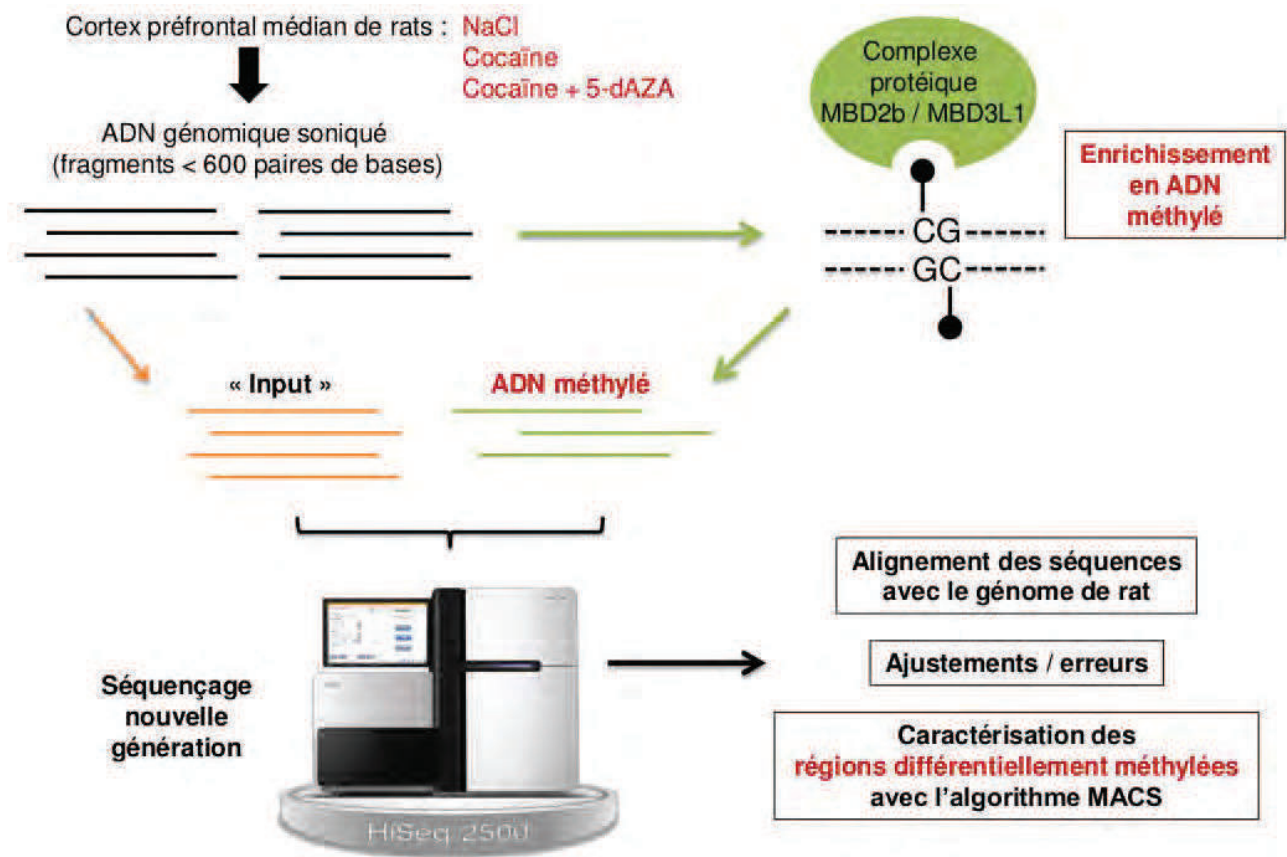 Cortex préfrontal médian de rats : NaCl
Cocaïne
Cocaïne + 5-dAZA
ADN génomique soniqué
(fragments < 600 paires de bases)
Complexe
protéique
MBD2b / MBD3L1
Enrichissement
en ADN
méthylé
CG
GC
« Input »
ADN méthylé
Séquençage
nouvelle
génération
HiSeq 2500
Alignement des séquences
avec le génome de rat
Ajustements / erreurs
Caractérisation des
régions différentiellement méthylées
avec l'algorithme MACS